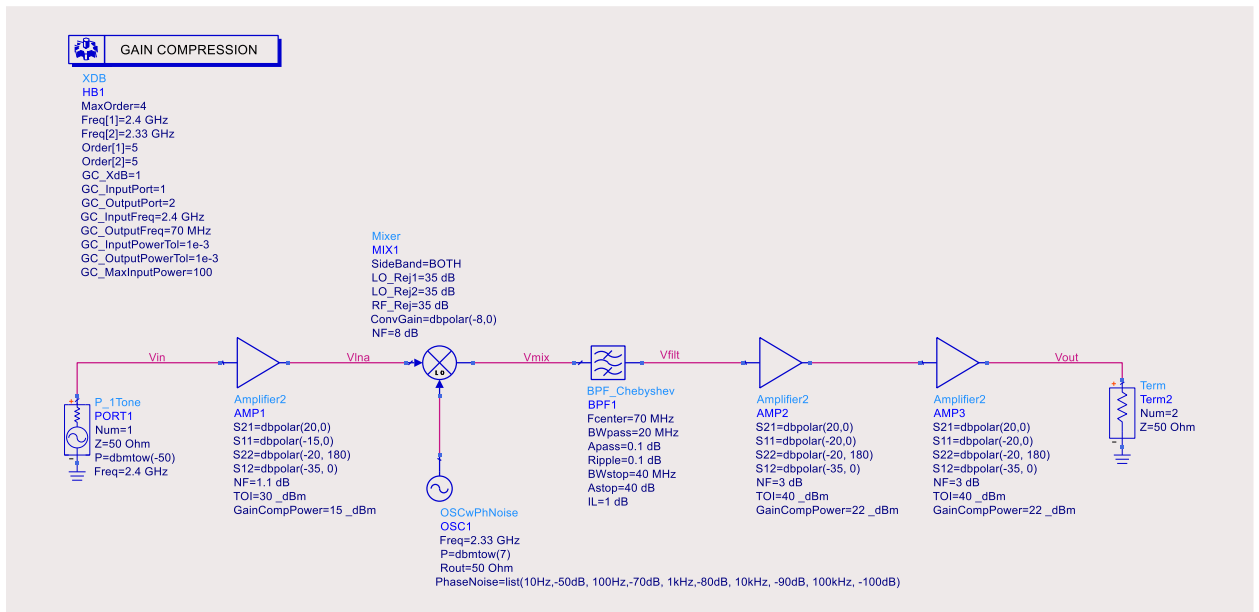 GAIN COMPRESSION
XDB
HB1
MaxOrder=4
Freq[1]=2.4 GHz
Freq[2]=2.33 GHz
Order[1]=5
Order[2]=5
GC_XdB=1
GC_InputPort=1
GC_OutputPort=2
GC_InputFreq=2.4 GHz
GC_OutputFreq=70 MHz
GC_InputPowerTol=1e-3
GC_OutputPowerTol=1e-3
GC_MaxInputPower=100
Mixer
MIX1
SideBand=BOTH
LO_Rej1=35 dB
LO_Rej2=35 dB
RF_Rej=35 dB
ConvGain=dbpolar(-8,0)
NF=8 dB
Vin
Vlna
Vmix
Vfilt
Vout
LO
P_1Tone
PORT1
Num=1
Z=50 Ohm
P=dbmtow(-50)
Freq=2.4 GHz
Amplifier2
AMP1
S21=dbpolar(20,0)
S11=dbpolar(-15,0)
S22=dbpolar(-20, 180)
S12=dbpolar(-35, 0)
NF=1.1 dB
TOI=30 _dBm
GainCompPower=15 _dBm
OSCwPhNoise
OSC1
Freq=2.33 GHz
P=dbmtow(7)
Rout=50 Ohm
PhaseNoise=list(10Hz,-50dB, 100Hz,-70dB, 1kHz,-80dB, 10kHz, -90dB, 100kHz, -100dB)
BPF_Chebyshev
BPF1
Fcenter=70 MHz
BWpass=20 MHz
Apass=0.1 dB
Ripple=0.1 dB
BWstop=40 MHz
Astop=40 dB
IL=1 dB
Amplifier2
AMP2
S21=dbpolar(20,0)
S11=dbpolar(-20,0)
S22=dbpolar(-20, 180)
S12=dbpolar(-35, 0)
NF=3 dB
TOI=40 _dBm
GainCompPower=22 _dBm
Amplifier2
AMP3
S21=dbpolar(20,0)
S11=dbpolar(-20,0)
S22=dbpolar(-20, 180)
S12=dbpolar(-35, 0)
NF=3 dB
TOI=40 _dBm
GainCompPower=22 _dBm
Term
Term2
Num=2
Z=50 Ohm